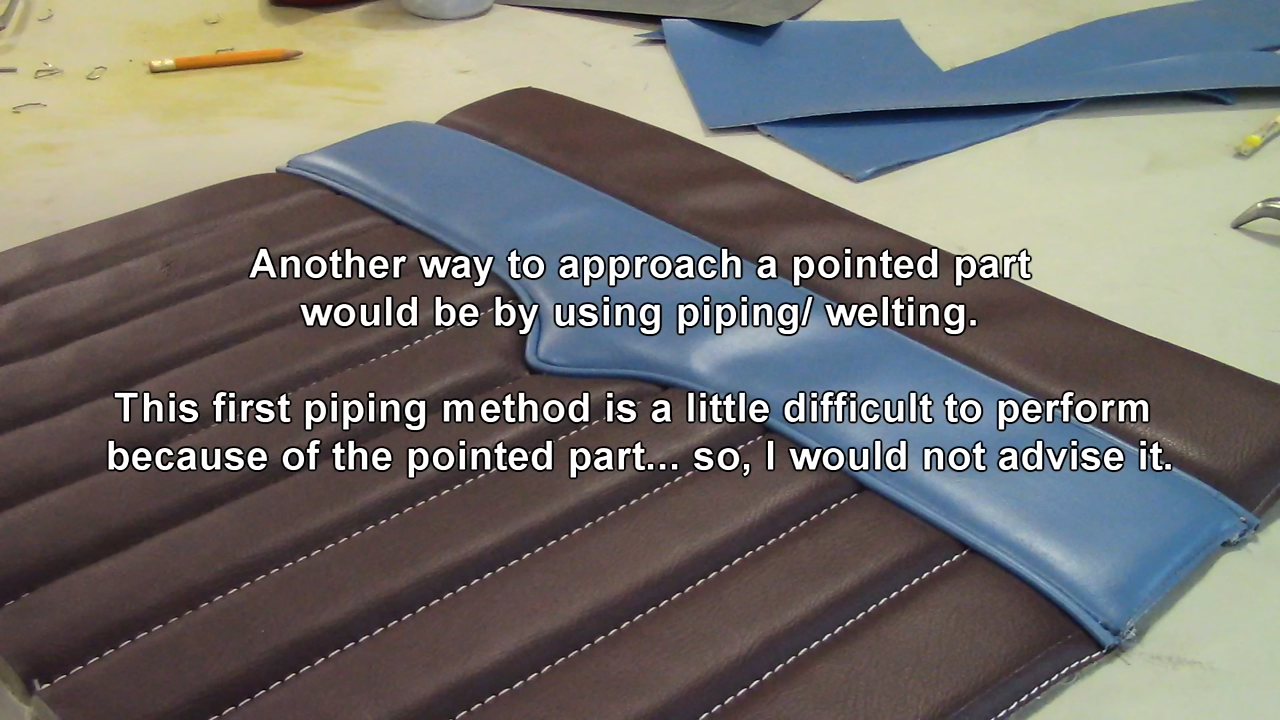 Another way to approach a pointed part
would be by using piping/ welting.
This first piping method is a little difficult to perform
because of the pointed part... so, I would not advise it.